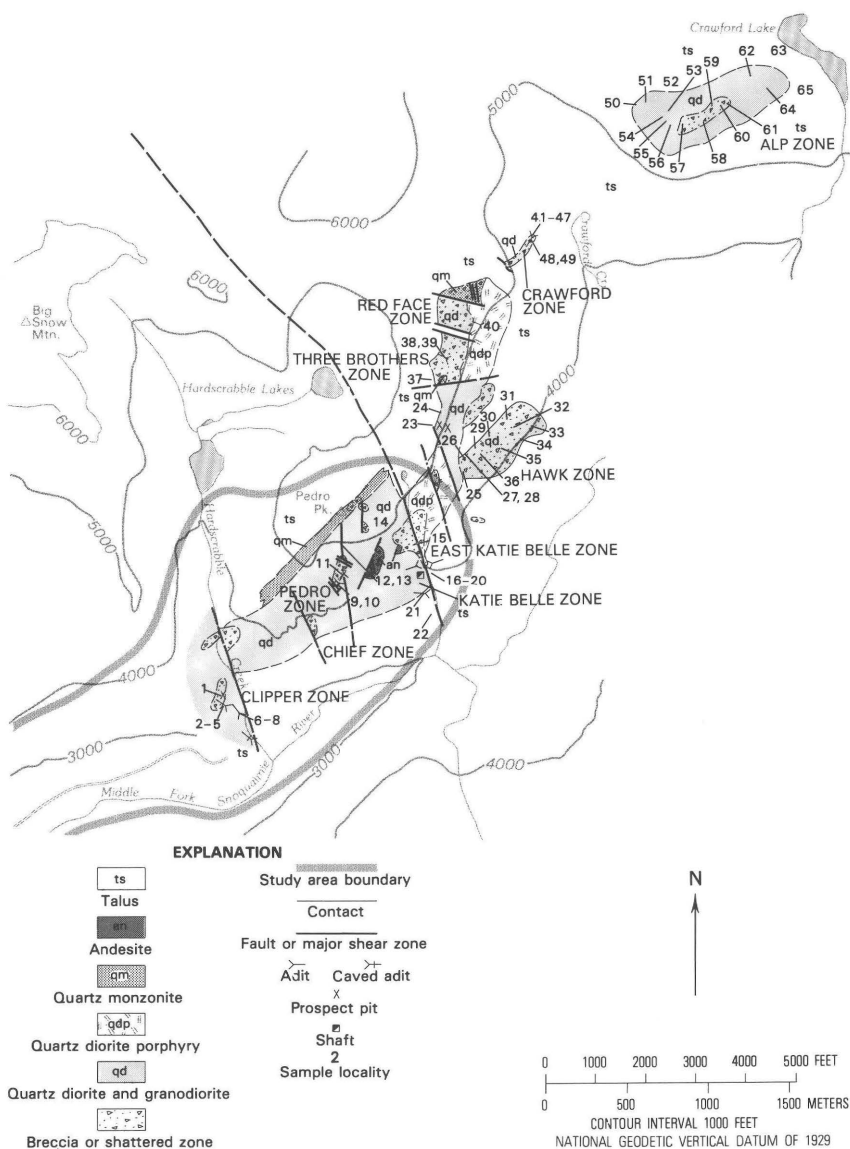 Crawford Lake
ts
62
63
59
53
52
51
50
qd
65
64
54
61
ts
60
55
56
57
58
ALP ZONE
5000
ts
6000
41-47
Crawford Cr
qd
48,49
ts
CRAWFORD
ZONE
qm
RED FACE
ZONE
qd
40
ts
6000
Big
Snow
Mtn.
38,39
qdp
THREE BROTHERS
ZONE
37
Hardscrabble Lakes
ts
qm
4000
24
qd
31
32
23
30
29
33
26
qd
34
35
6000
36
HAWK ZONE
25
27, 28
Pedro
Pk.
qd
qdp
ts
14
5000
Hardscrabble
qm
15
EAST KATIE BELLE ZONE
an
11
12,13
16-20
PEDRO
ZONE
9,10
KATIE BELLE ZONE
21
ts
22
qd
CHIEF ZONE
4000
Creek
CLIPPER ZONE
1
2-5
6-8
ts
River
3000
3000
4000
Middle Fork Snoqualmie
EXPLANATION
ts
Talus
an
Andesite
qm
Quartz monzonite
qdp
Quartz diorite porphyry
qd
Quartz diorite and granodiorite
Breccia or shattered zone
Study area boundary
Contact
Fault or major shear zone
Adit Caved adit
X
Prospect pit
Shaft
2
Sample locality
N
0 1000 2000 3000 4000 5000 FEET
0 500 1000 1500 METERS
CONTOUR INTERVAL 1000 FEET
NATIONAL GEODETIC VERTICAL DATUM OF 1929